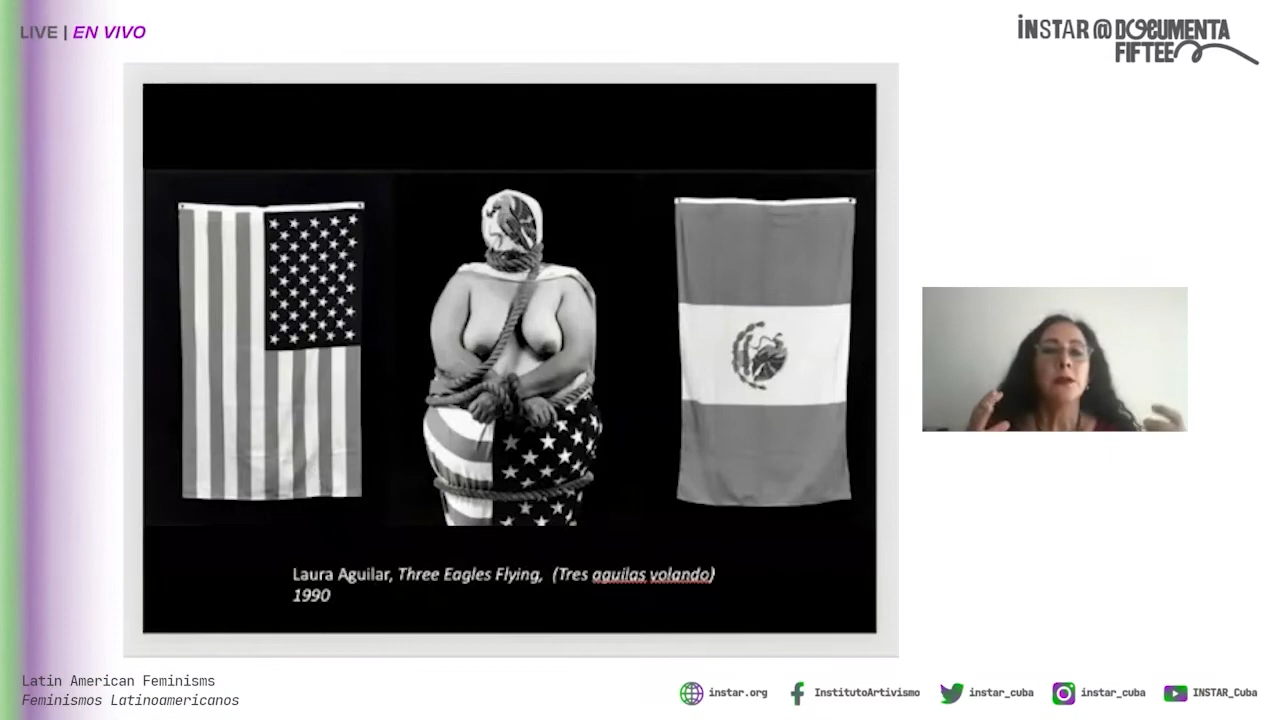 LIVE | EN VIVO
INSTAR @ DOCUMENTA
FIFTEEN
Laura Aguilar, Three Eagles Flying, (Tres aguilas volando)
1990
Latin American Feminisms
Feminismos Latinoamericanos
instar.org
InstitutoArtivismo
instar_cuba
instar_cuba
INSTAR_Cuba